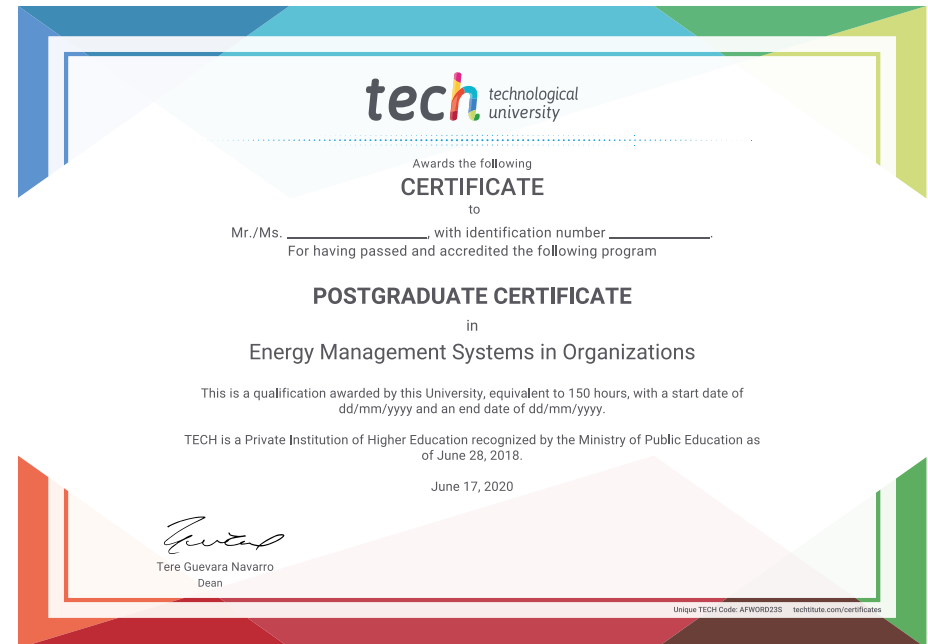 tech technological
university
Awards the following
CERTIFICATE
to
Mr./Ms. ____________________, with identification number ______________.
For having passed and accredited the following program
POSTGRADUATE CERTIFICATE
in
Energy Management Systems in Organizations
This is a qualification awarded by this University, equivalent to 150 hours, with a start date of
dd/mm/yyyy and an end date of dd/mm/yyyy.
TECH is a Private Institution of Higher Education recognized by the Ministry of Public Education as
of June 28, 2018.
June 17, 2020
Tere Guevara Navarro
Dean
Unique TECH Code: AFWORD23S techtitute.com/certificates